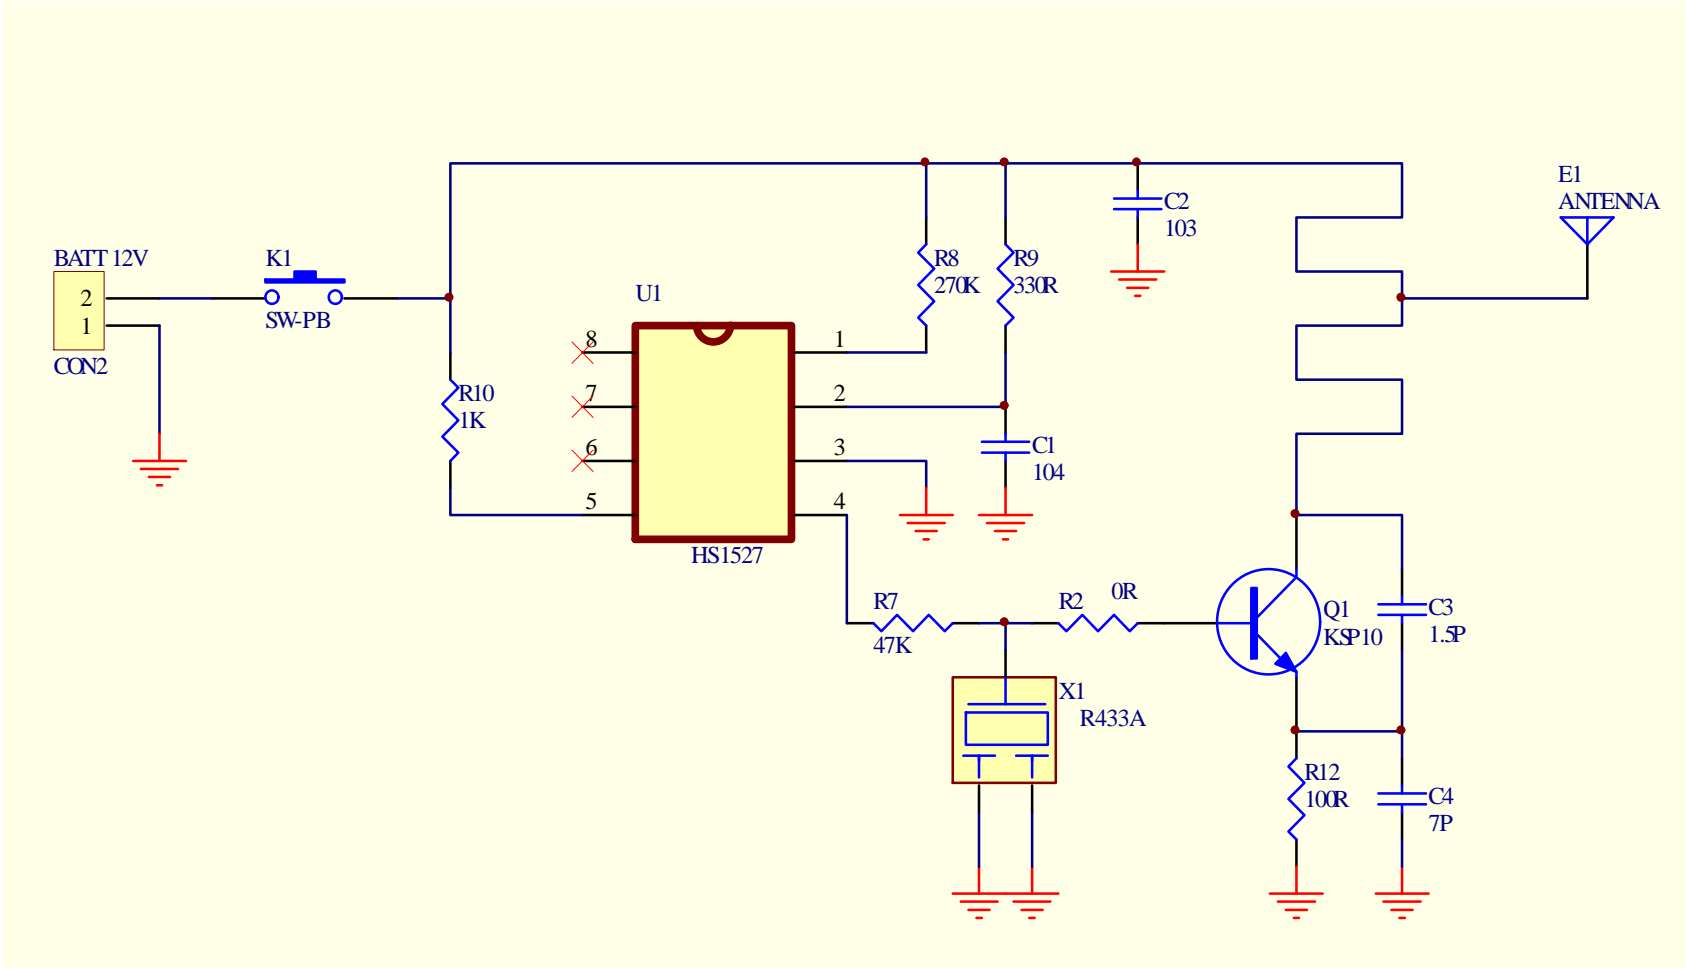 E1
ANTENNA
C2
103
BATT 12V
2
1
CON2
K1
SW-PB
R8
270K
R9
330R
U1
8
7
6
5
1
2
3
4
HS1527
R10
1K
C1
104
R7
47K
R2
0R
Q1
KSP10
C3
1.5P
X1
R433A
R12
100R
C4
7P